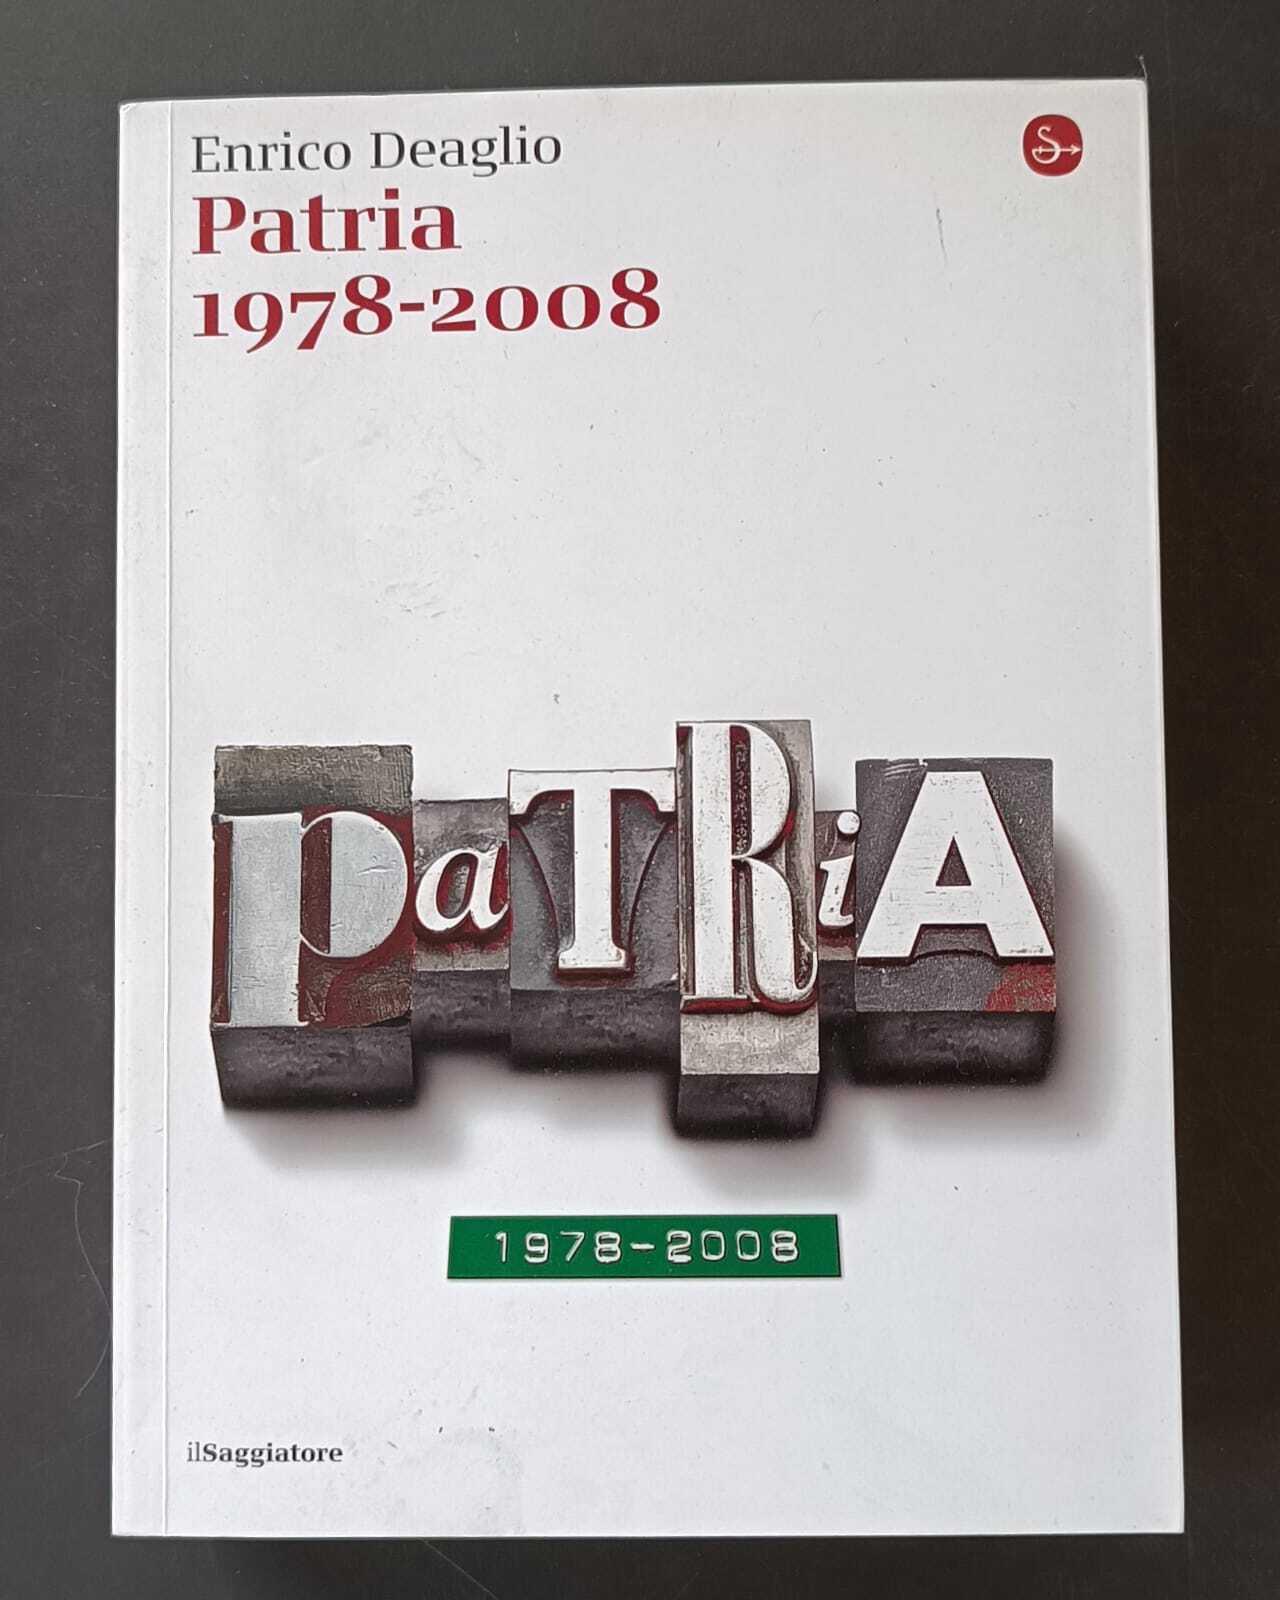 Enrico Deaglio
Patria
1978-2008
paTRiA
1978-2008
ilSaggiatore